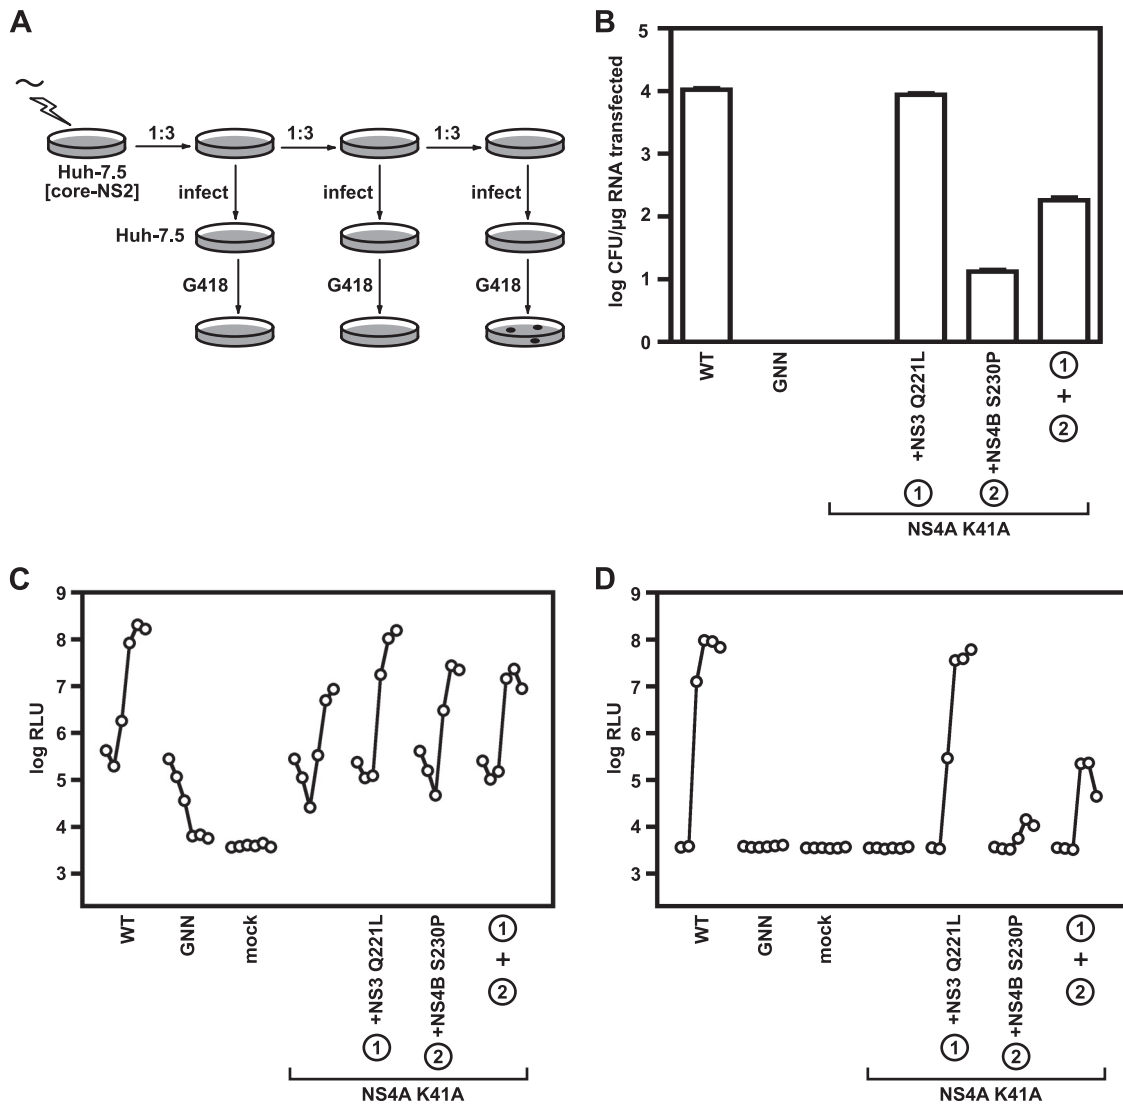 A
1:3
1:3
1:3
Huh-7.5
[core-NS2]
infect
infect
infect
Huh-7.5
G418
G418
G418
B
log CFU/µg RNA transfected
5
4
3
2
1
0
WT
GNN
+NS3 Q221L
+NS4B S230P
1
+
2
1
2
NS4A K41A
C
log RLU
9
8
7
6
5
4
3
WT
GNN
mock
+NS3 Q221L
+NS4B S230P
1
+
2
1
2
NS4A K41A
D
log RLU
9
8
7
6
5
4
3
WT
GNN
mock
+NS3 Q221L
+NS4B S230P
1
+
2
1
2
NS4A K41A